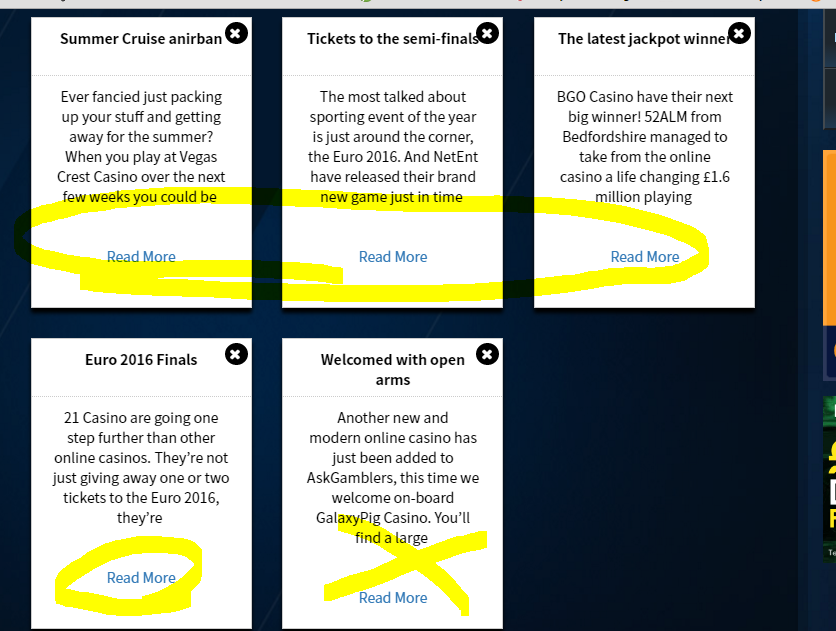 Summer Cruise anirban
Ever fancied just packing
up your stuff and getting
away for the summer?
When you play at Vegas
Crest Casino over the next
few weeks you could be
Read More
Tickets to the semi-finals
The most talked about
sporting event of the year
is just around the corner,
the Euro 2016. And NetEnt
have released their brand
new game just in time
Read More
The latest jackpot winner
BGO Casino have their next
big winner! 52ALM from
Bedfordshire managed to
take from the online
casino a life changing £1.6
million playing
Read More
Euro 2016 Finals
21 Casino are going one
step further than other
online casinos. They’re not
just giving away one or two
tickets to the Euro 2016,
they’re
Read More
Welcomed with open
arms
Another new and
modern online casino has
just been added to
AskGamblers, this time we
welcome on-board
GalaxyPig Casino. You’ll
find a large
Read More